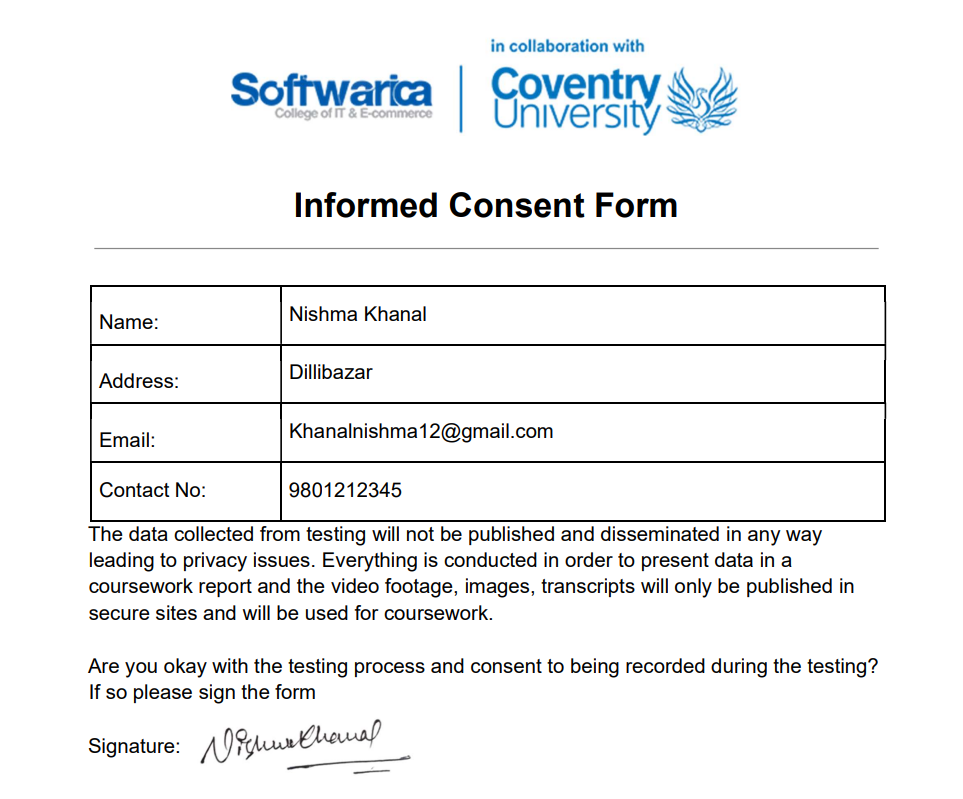 in collaboration with
Softwarica
College of IT & E-commerce
Coventry
University
Informed Consent Form
Name: Nishma Khanal
Address: Dillibazar
Email: Khanalnishma12@gmail.com
Contact No: 9801212345
The data collected from testing will not be published and disseminated in any way
leading to privacy issues. Everything is conducted in order to present data in a
coursework report and the video footage, images, transcripts will only be published in
secure sites and will be used for coursework.
Are you okay with the testing process and consent to being recorded during the testing?
If so please sign the form
Signature: Nishma Khanal